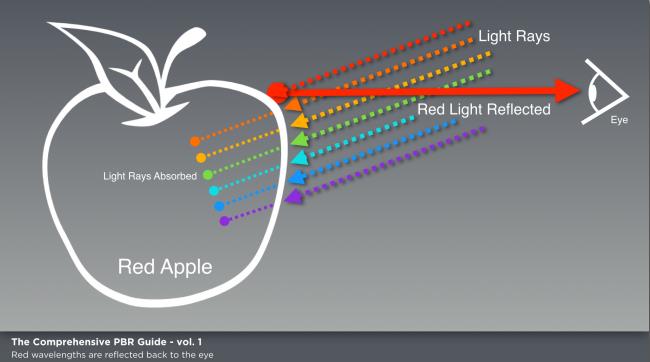 Light Rays
Red Light Reflected
Eye
Light Rays Absorbed
Red Apple
The Comprehensive PBR Guide - vol. 1
Red wavelengths are reflected back to the eye